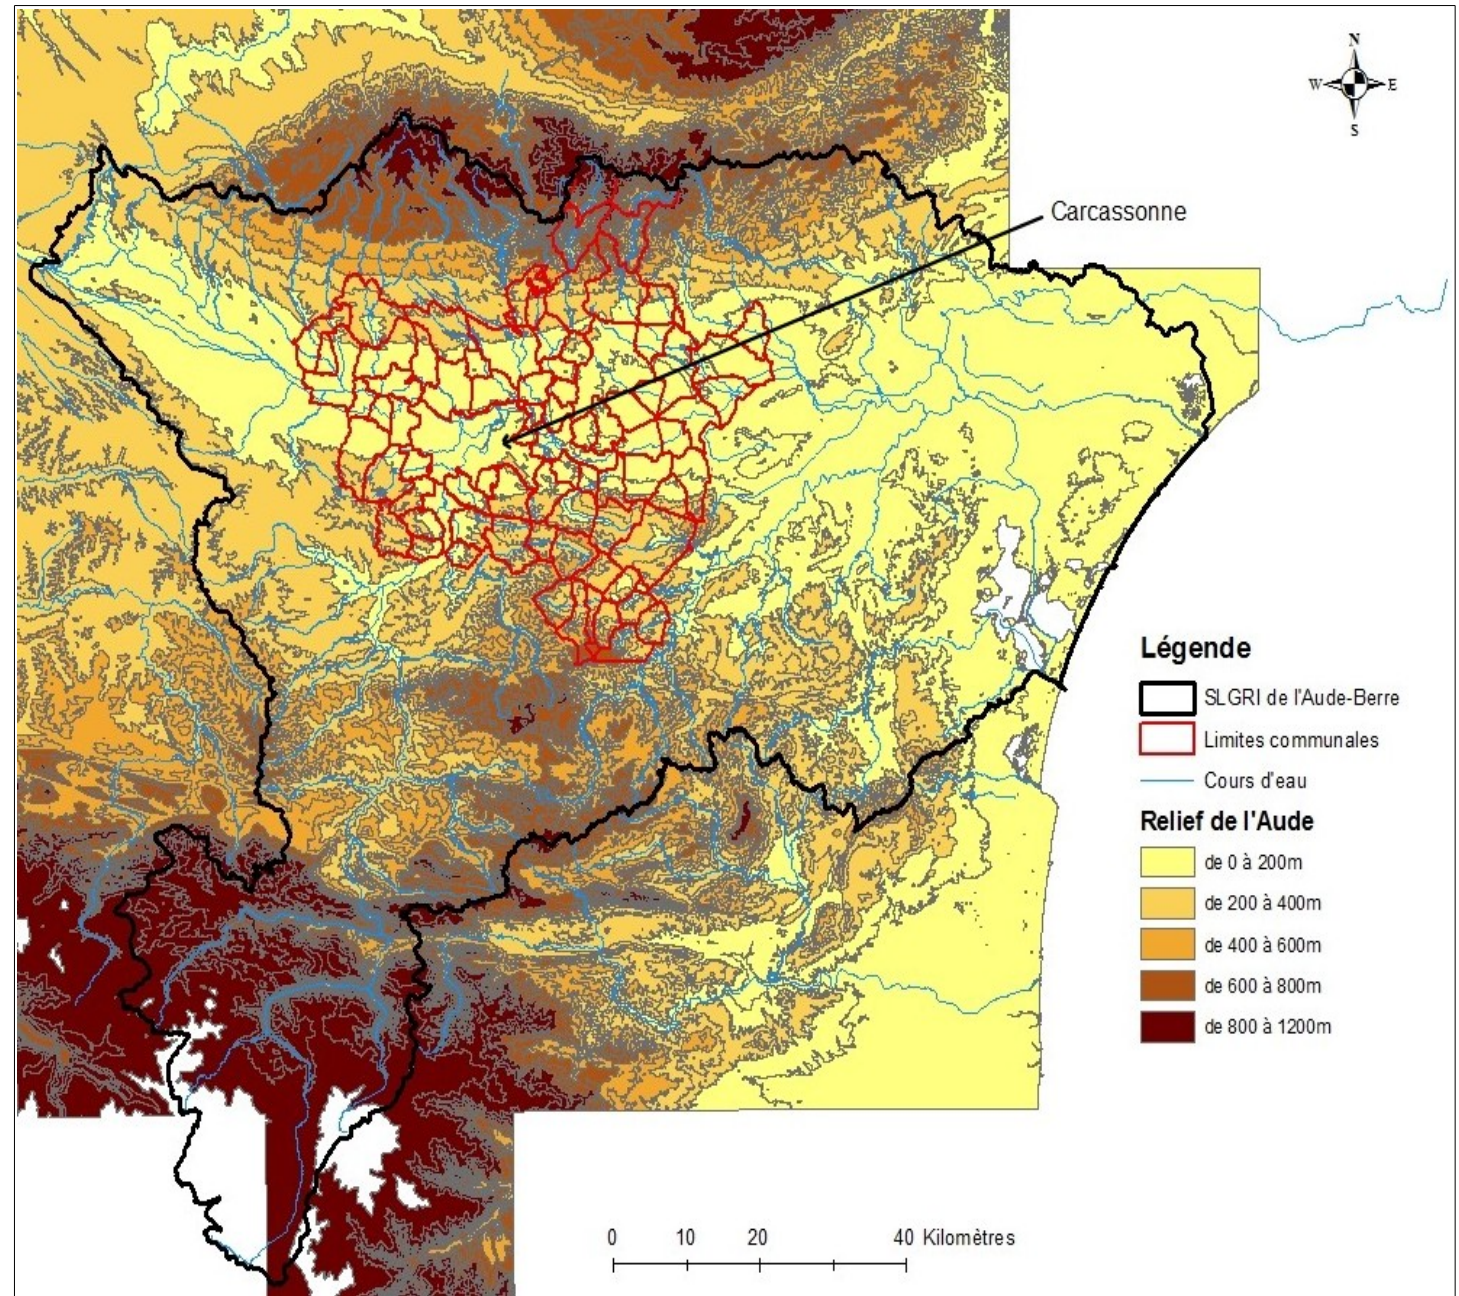 N
W E
S
Carcassonne
Légende
SLGRI de l'Aude-Berre
Limites communales
Cours d'eau
Relief de l'Aude
de 0 à 200m
de 200 à 400m
de 400 à 600m
de 600 à 800m
de 800 à 1200m
0 10 20 40 Kilomètres